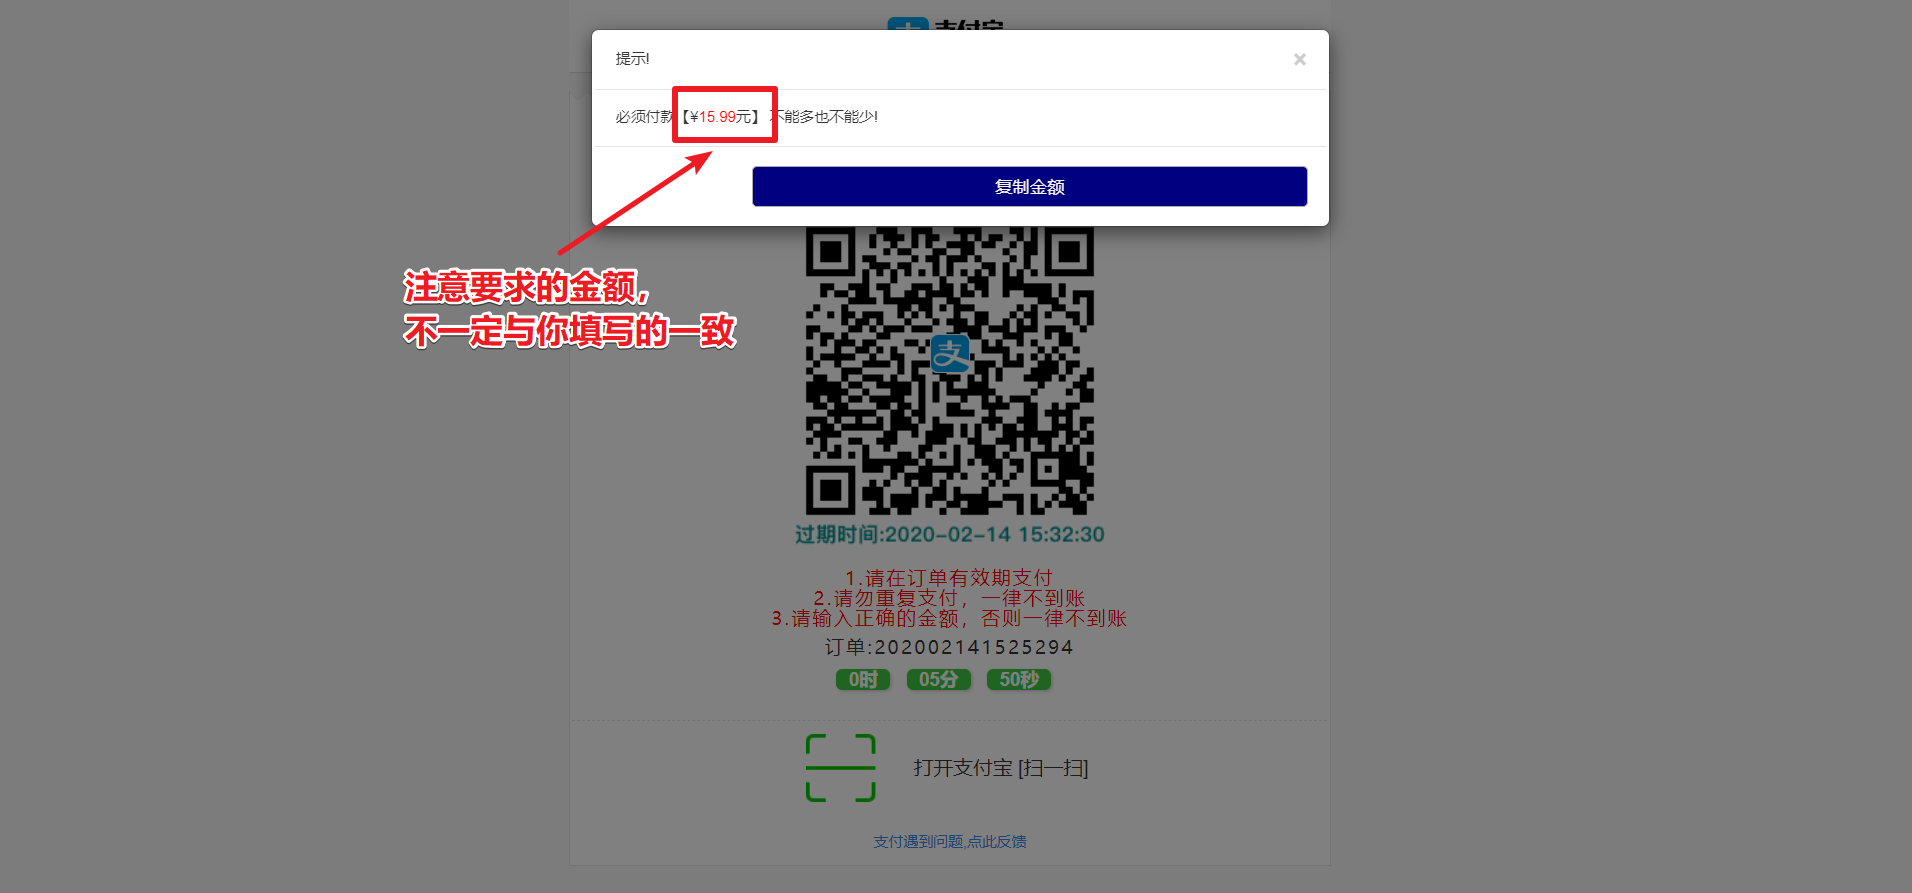 支付宝
提示!
×
必须付款【¥15.99元】 不能多也不能少!
复制金额
注意要求的金额，
不一定与你填写的一致
支
过期时间:2020-02-14 15:32:30
1.请在订单有效期支付
2.请勿重复支付，一律不到账
3.请输入正确的金额，否则一律不到账
订单:202002141525294
0时 05分 50秒
打开支付宝 [扫一扫]
支付遇到问题,点此反馈